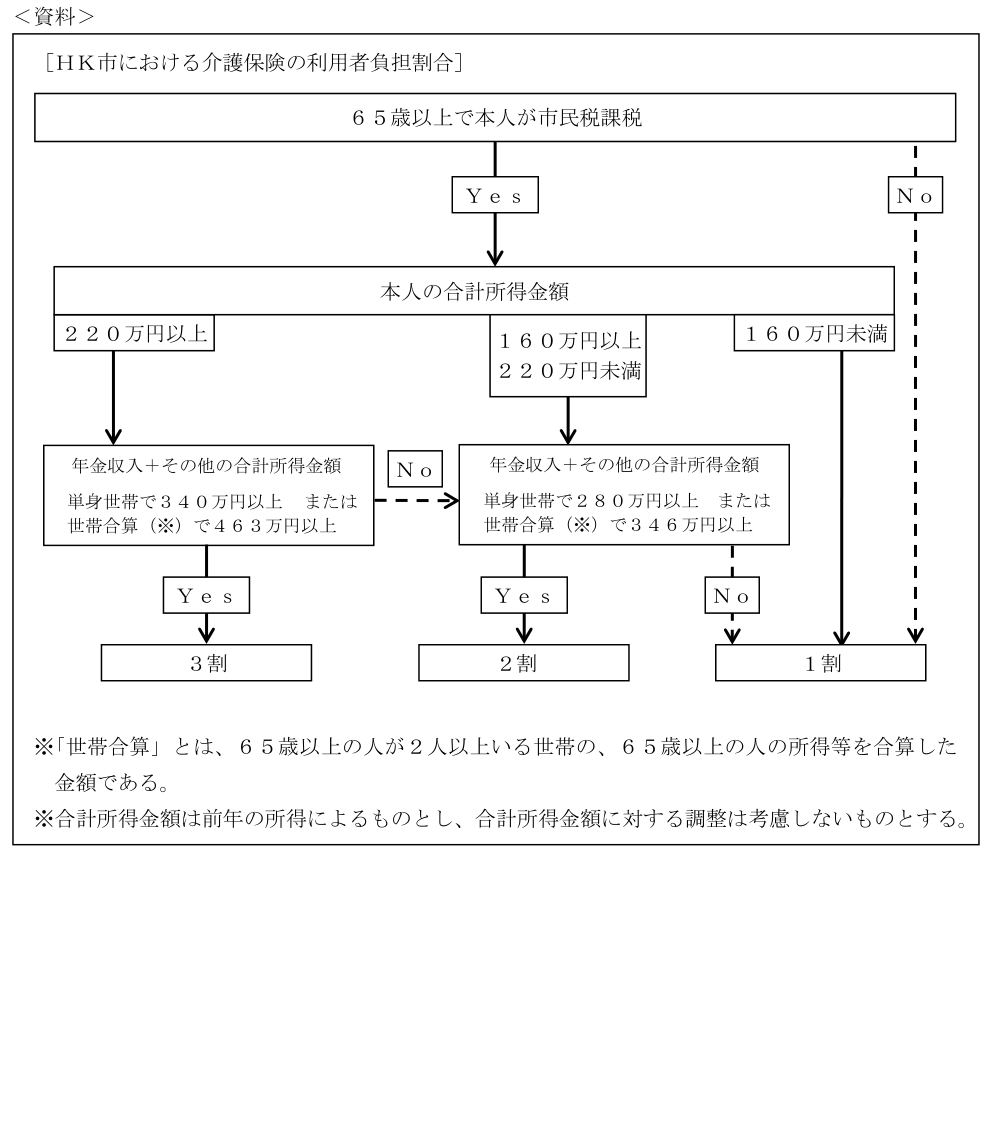 ＜資料＞
［ＨＫ市における介護保険の利用者負担割合］
６５歳以上で本人が市民税課税
Ｙｅｓ
Ｎｏ
本人の合計所得金額
２２０万円以上
１６０万円以上
２２０万円未満
１６０万円未満
年金収入＋その他の合計所得金額
単身世帯で３４０万円以上　または
世帯合算（※）で４６３万円以上
Ｎｏ
年金収入＋その他の合計所得金額
単身世帯で２８０万円以上　または
世帯合算（※）で３４６万円以上
Ｙｅｓ
Ｙｅｓ
Ｎｏ
３割
２割
１割
※「世帯合算」とは、６５歳以上の人が２人以上いる世帯の、６５歳以上の人の所得等を合算した
金額である。
※合計所得金額は前年の所得によるものとし、合計所得金額に対する調整は考慮しないものとする。